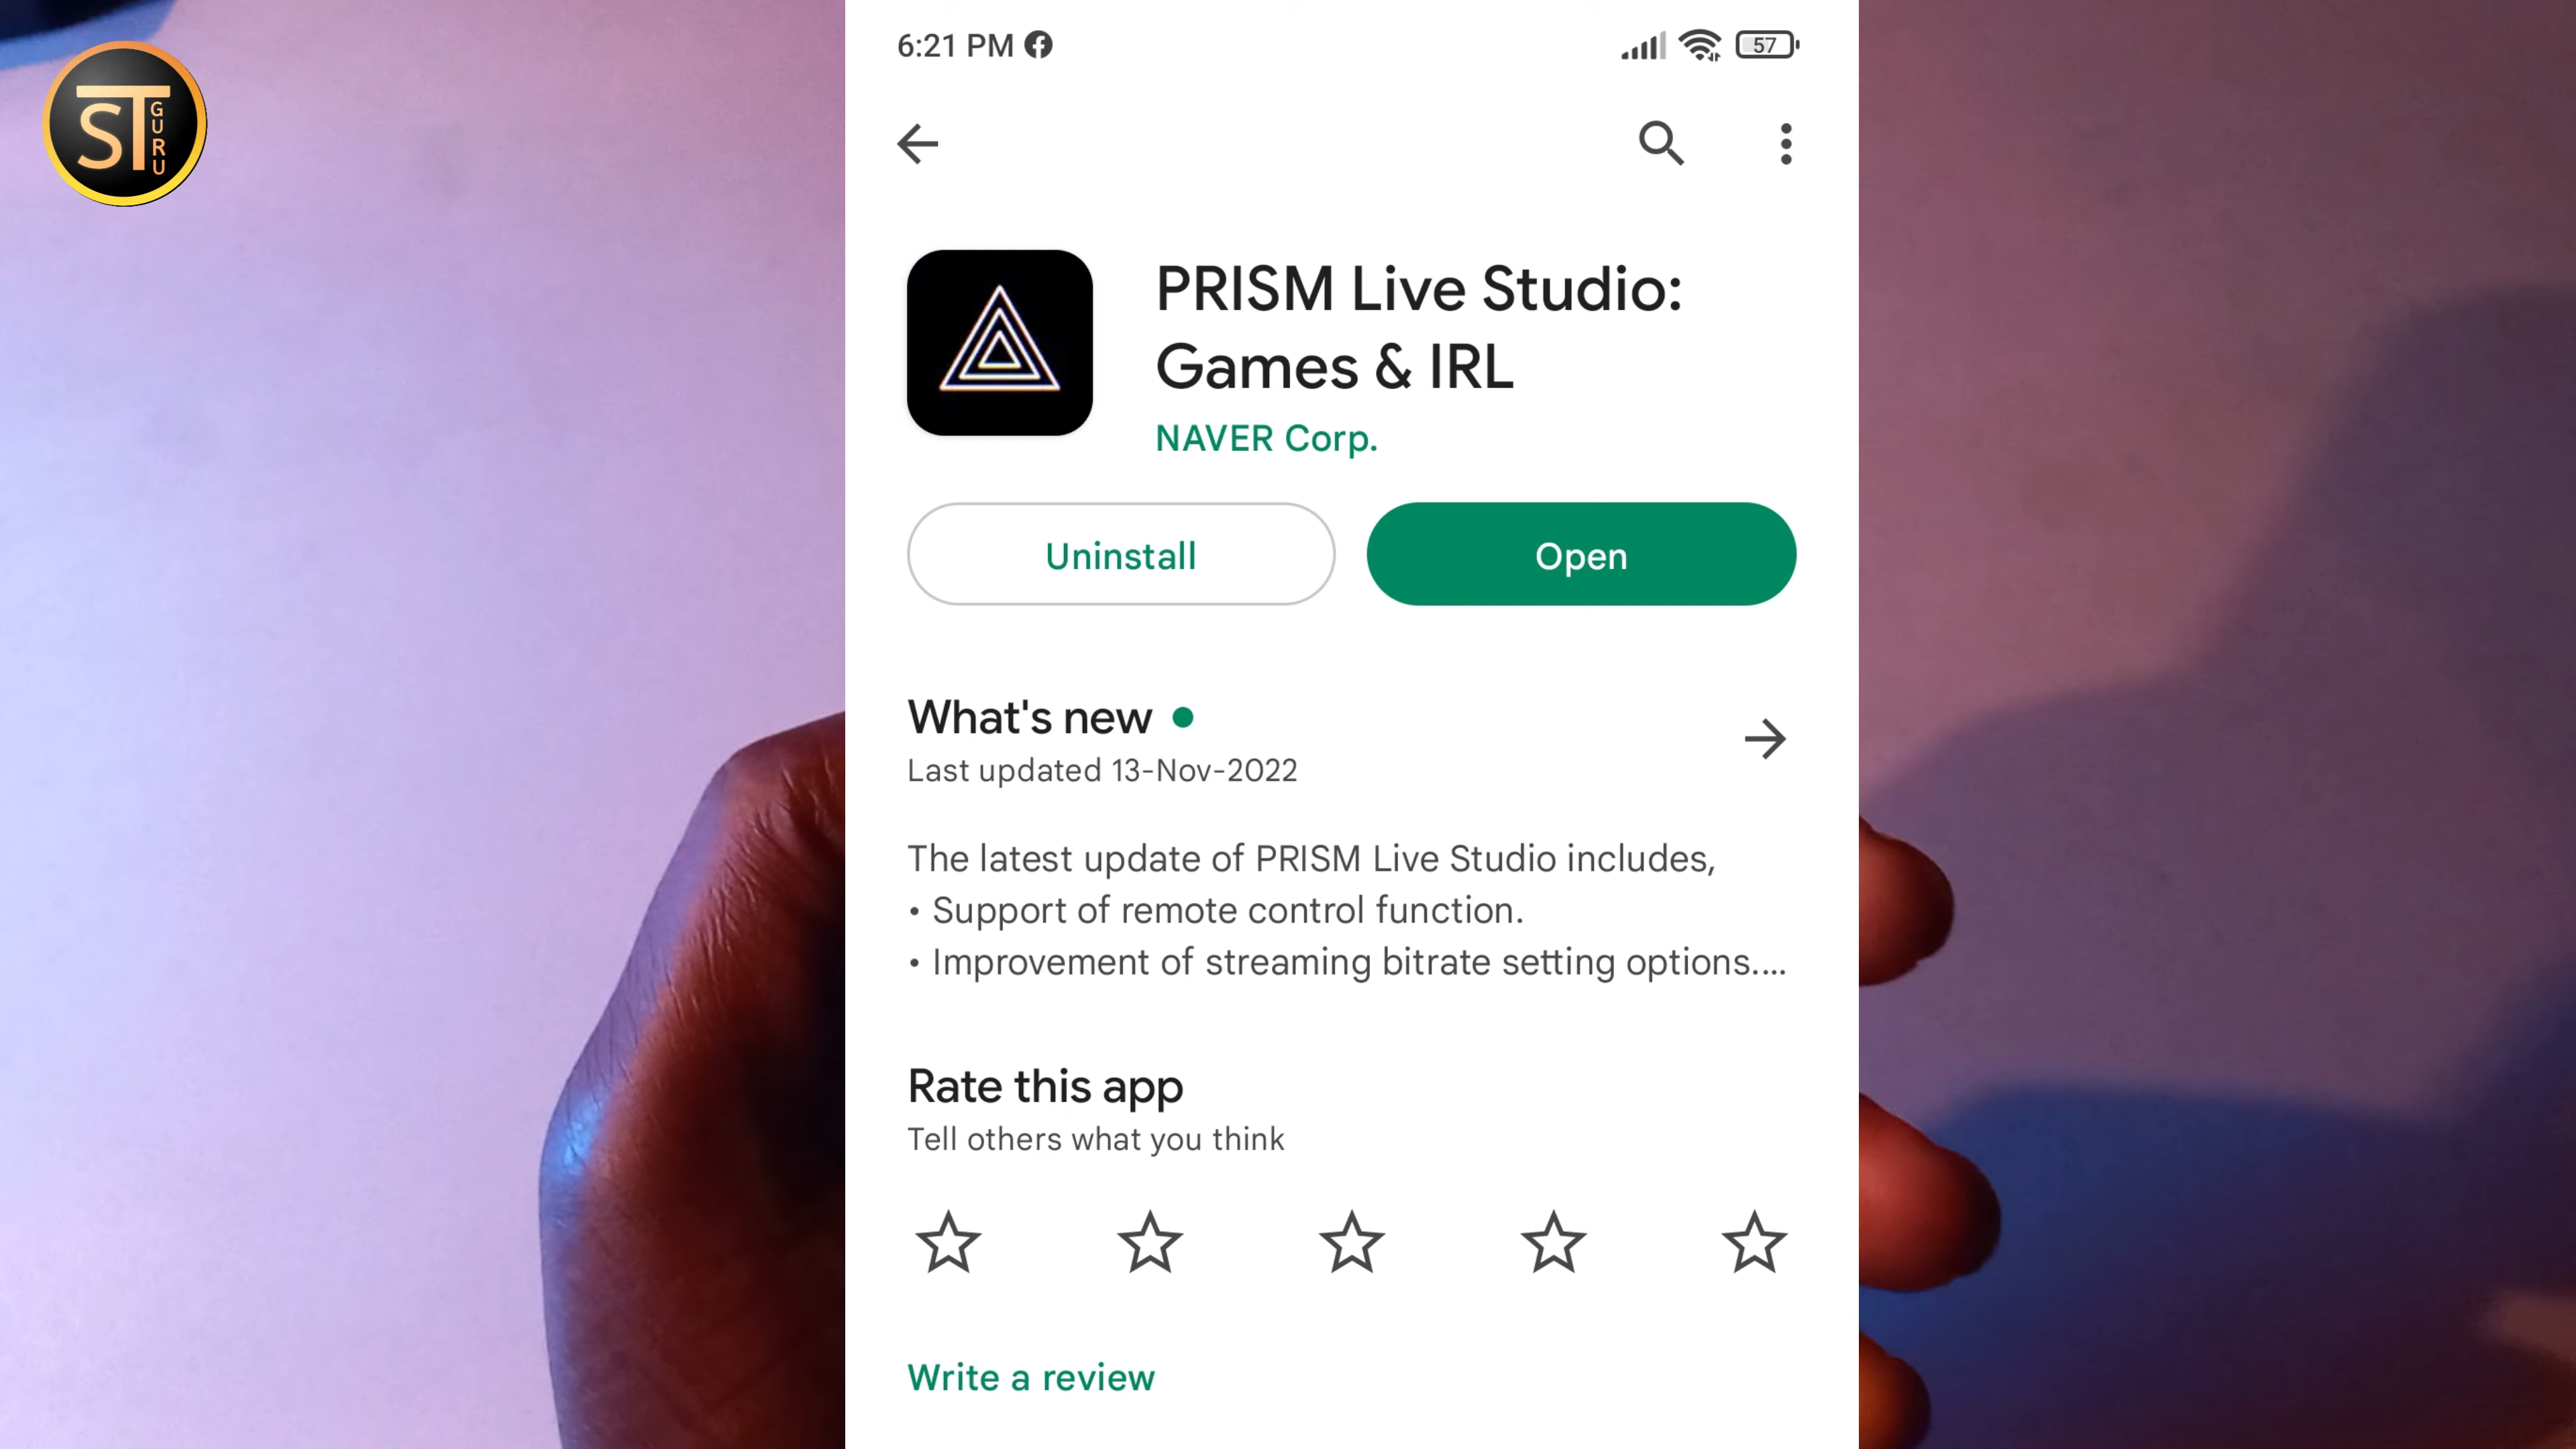 ST
GURU
6:21 PM
57
PRISM Live Studio:
Games & IRL
NAVER Corp.
Uninstall
Open
What's new
Last updated 13-Nov-2022
The latest update of PRISM Live Studio includes,
• Support of remote control function.
• Improvement of streaming bitrate setting options....
Rate this app
Tell others what you think
Write a review